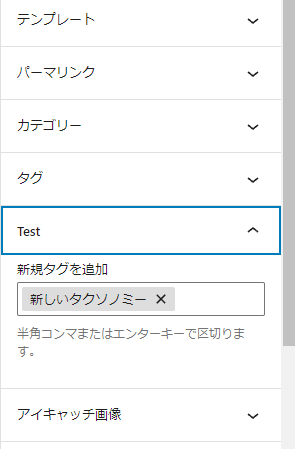 テンプレート
パーマリンク
カテゴリー
タグ
Test
新規タグを追加
新しいタクソノミー
半角コンマまたはエンターキーで区切りま
す。
アイキャッチ画像